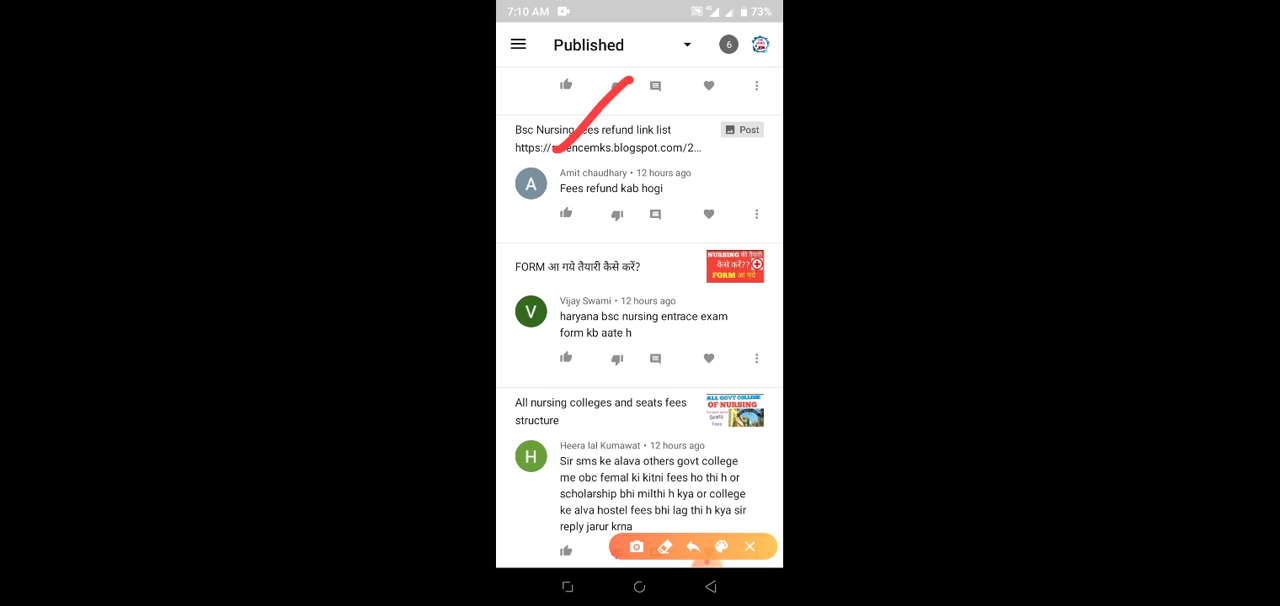 7:10 AM
4G
73%
Published
6
Bsc Nursing fees refund link list
Post
https://
encemks.blogspot.com/2...
A
Amit chaudhary • 12 hours ago
Fees refund kab hogi
FORM आ गये तैयारी कैसे करें?
NURSING की तैयारी
कैसे करें??
FORM आ गये
V
Vijay Swami • 12 hours ago
haryana bsc nursing entrace exam
form kb aate h
All nursing colleges and seats fees
structure
ALL GOVT COLLEGE
OF NURSING
Seats
Fees
H
Heera lal Kumawat • 12 hours ago
Sir sms ke alava others govt college
me obc femal ki kitni fees ho thi h or
scholarship bhi milthi h kya or college
ke alva hostel fees bhi lag thi h kya sir
reply jarur krna